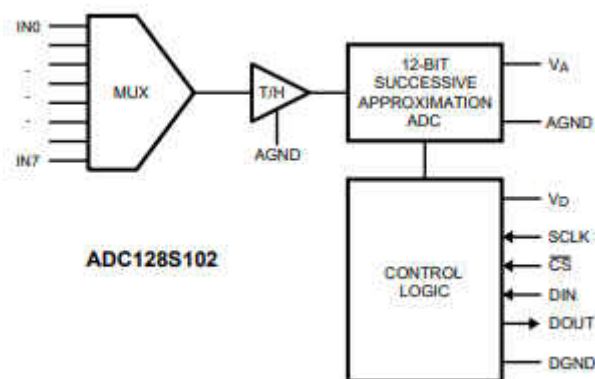 IN0
MUX
IN7
T/H
AGND
12-BIT
SUCCESSIVE
APPROXIMATION
ADC
VA
AGND
ADC128S102
CONTROL
LOGIC
VD
SCLK
CS
DIN
DOUT
DGND